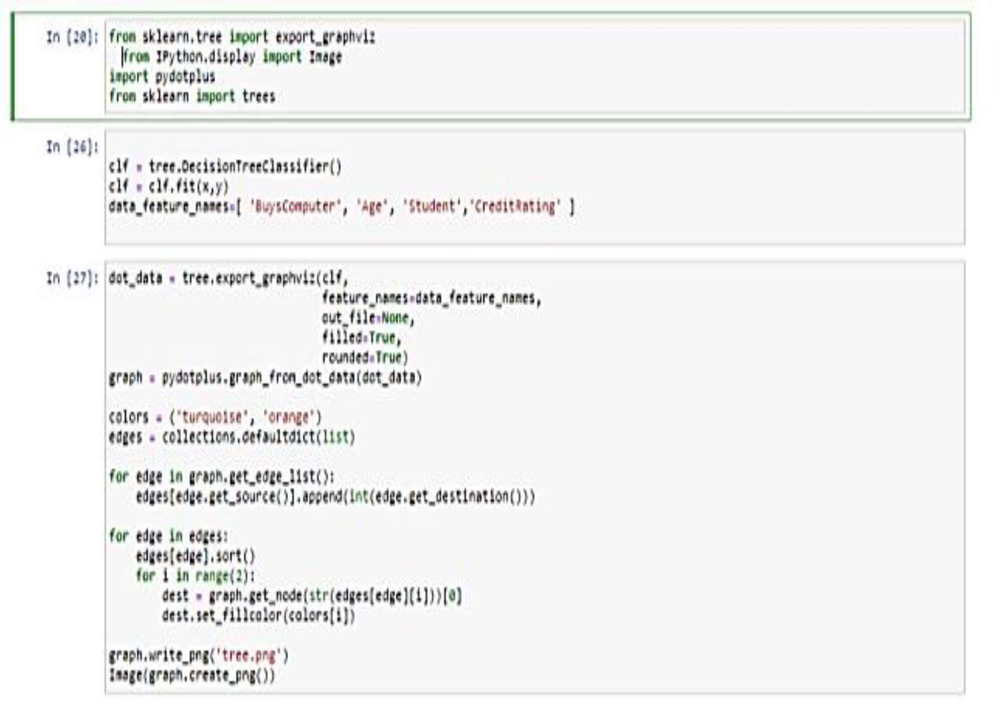 In [20]: from sklearn.tree import export_graphviz
  from IPython.display import Image
import pydotplus
from sklearn import trees
In [26]:
clf = tree.DecisionTreeClassifier()
clf = clf.fit(x,y)
data_feature_names=[ 'BuysComputer', 'Age', 'Student','CreditRating' ]
In [27]: dot_data = tree.export_graphviz(clf,
                                feature_names=data_feature_names,
                                out_file=None,
                                filled=True,
                                rounded=True)
graph = pydotplus.graph_from_dot_data(dot_data)
colors = ('turquoise', 'orange')
edges = collections.defaultdict(list)
for edge in graph.get_edge_list():
    edges[edge.get_source()].append(int(edge.get_destination()))
for edge in edges:
    edges[edge].sort()
    for i in range(2):
        dest = graph.get_node(str(edges[edge][i]))[0]
        dest.set_fillcolor(colors[i])
graph.write_png('tree.png')
Image(graph.create_png())